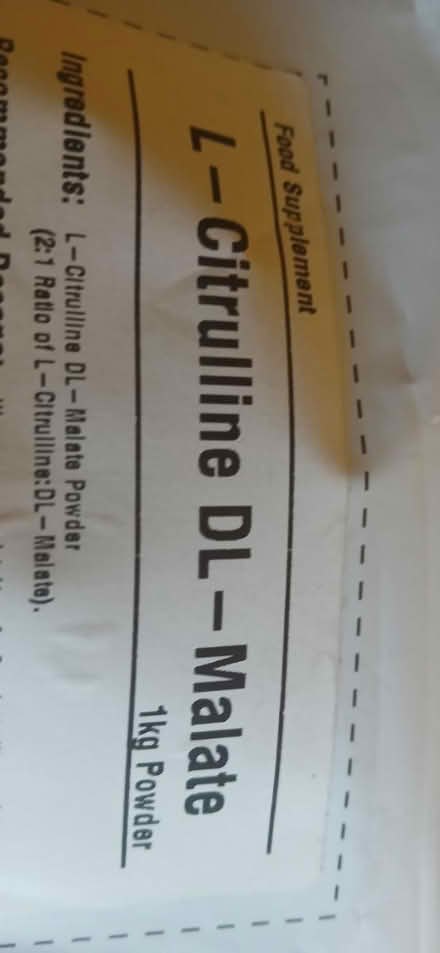 Food Supplement
L-Citrulline DL-Malate
1kg Powder
Ingredients: L-Citrulline DL-Malate Powder
(2:1 Ratio of L-Citrulline:DL-Malate).